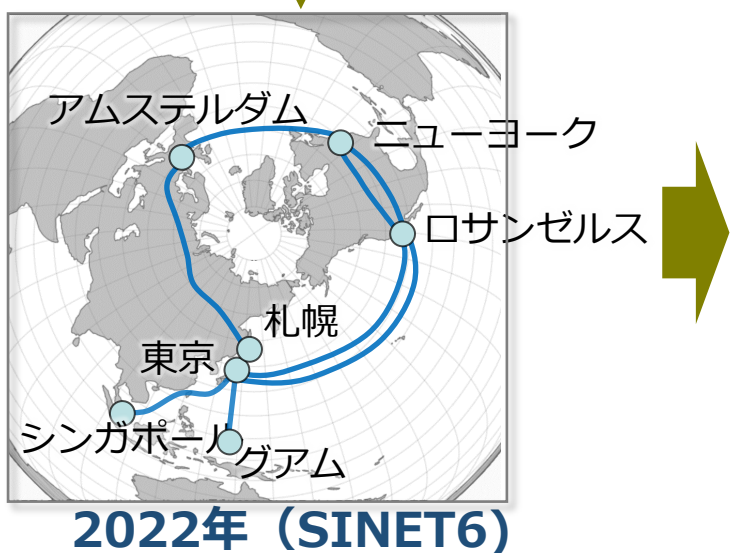 アムステルダム
ニューヨーク
ロサンゼルス
札幌
東京
シンガポール
グアム
2022年（SINET6）